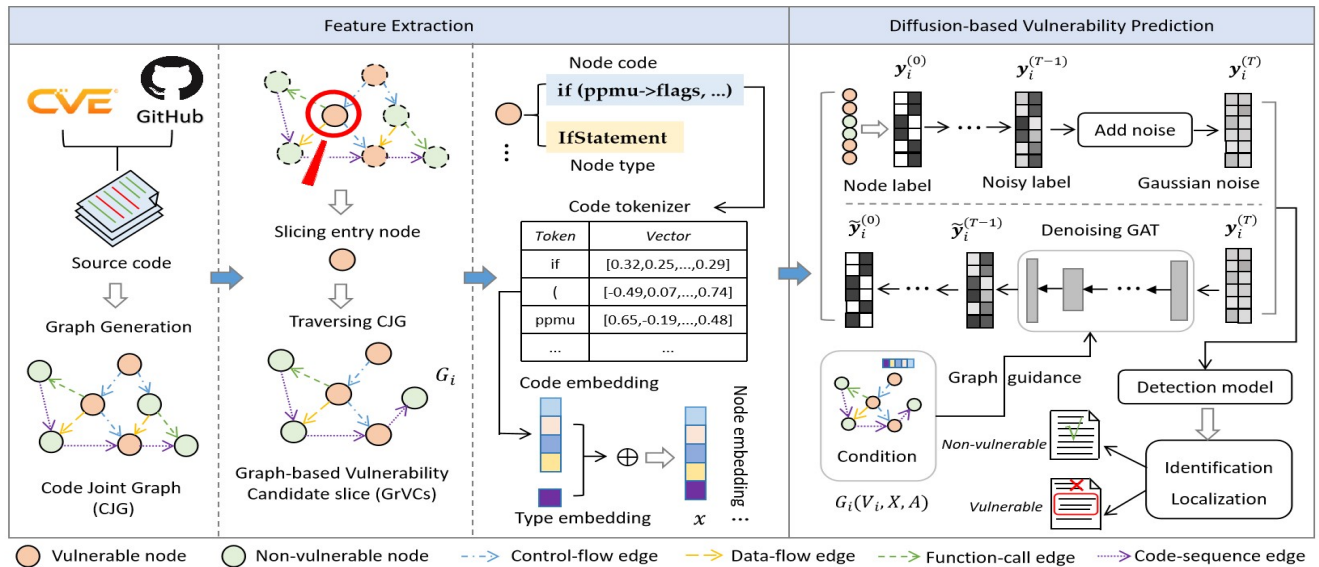 Feature Extraction
Diffusion-based Vulnerability Prediction
CVE
GitHub
Source code
Graph Generation
Code Joint Graph
(CJG)
Slicing entry node
Traversing CJG
G_i
Graph-based Vulnerability
Candidate slice (GrVCs)
Node code
if (ppmu->flags, ...)
IfStatement
Node type
Code tokenizer
Token Vector
if [0.32,0.25,...,0.29]
( [-0.49,0.07,...,0.74]
ppmu [0.65,-0.19,...,0.48]
... ...
Code embedding
Type embedding
x
Node embedding
...
y_i^(0) y_i^(T−1) y_i^(T)
Add noise
Node label Noisy label Gaussian noise
ỹ_i^(0) ỹ_i^(T−1) Denoising GAT y_i^(T)
Graph guidance
Condition
G_i(V_i, X, A)
Detection model
Non-vulnerable
Vulnerable
Identification
Localization
Vulnerable node Non-vulnerable node Control-flow edge Data-flow edge Function-call edge Code-sequence edge